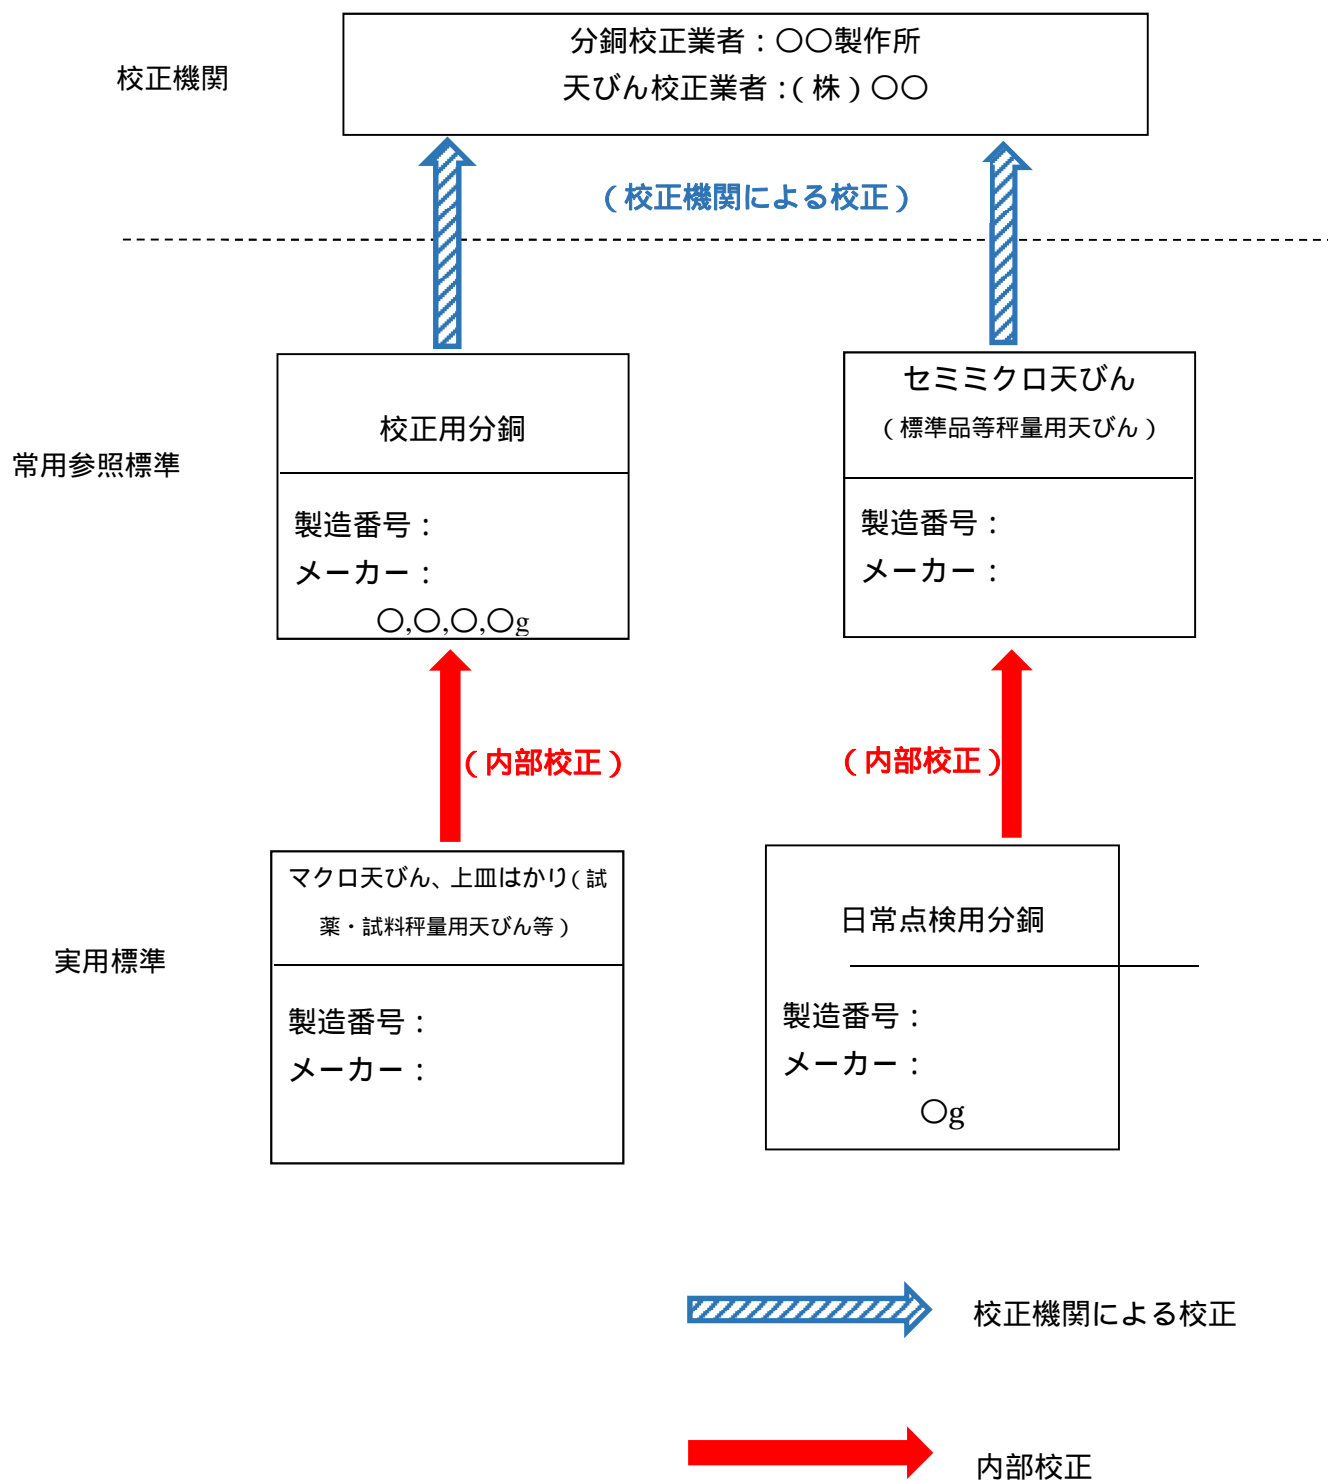 分銅校正業者：〇〇製作所
天びん校正業者：(株)〇〇
校正機関
(校正機関による校正)
常用参照標準
校正用分銅
製造番号：
メーカー：
〇,〇,〇,〇g
セミミクロ天びん
(標準品等秤量用天びん)
製造番号：
メーカー：
(内部校正)
(内部校正)
実用標準
マクロ天びん、上皿はかり(試
薬・試料秤量用天びん等)
製造番号：
メーカー：
日常点検用分銅
製造番号：
メーカー：
〇g
校正機関による校正
内部校正